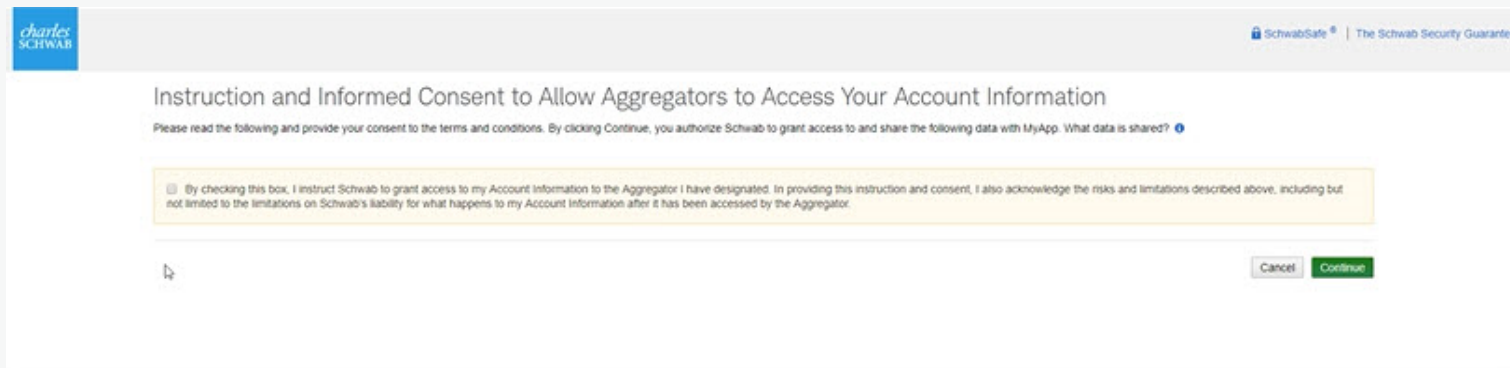 charles
SCHWAB
SchwabSafe ® | The Schwab Security Guarante
Instruction and Informed Consent to Allow Aggregators to Access Your Account Information
Please read the following and provide your consent to the terms and conditions. By clicking Continue, you authorize Schwab to grant access to and share the following data with MyApp. What data is shared?
By checking this box, I instruct Schwab to grant access to my Account Information to the Aggregator I have designated. In providing this instruction and consent, I also acknowledge the risks and limitations described above, including but
not limited to the limitations on Schwab's liability for what happens to my Account Information after it has been accessed by the Aggregator.
Cancel Continue